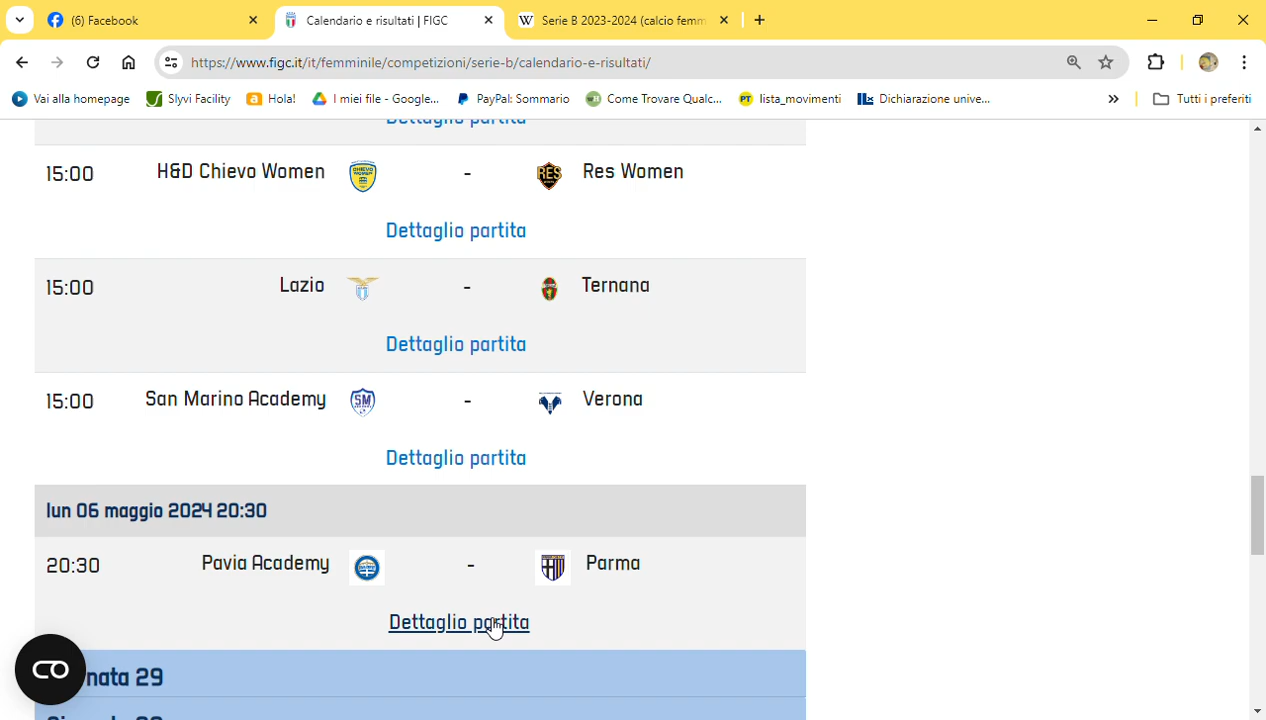 (6) Facebook
Calendario e risultati | FIGC
Serie B 2023-2024 (calcio femm
https://www.figc.it/it/femminile/competizioni/serie-b/calendario-e-risultati/
Vai alla homepage
Slyvi Facility
Hola!
I miei file - Google...
PayPal: Sommario
Come Trovare Qualc...
PT lista_movimenti
Dichiarazione unive...
»
Tutti i preferiti
Dettaglio partita
15:00 H&D Chievo Women - RES Res Women
Dettaglio partita
15:00 Lazio - Ternana
Dettaglio partita
15:00 San Marino Academy SM - Verona
Dettaglio partita
lun 06 maggio 2024 20:30
20:30 Pavia Academy - Parma
Dettaglio partita
nata 29